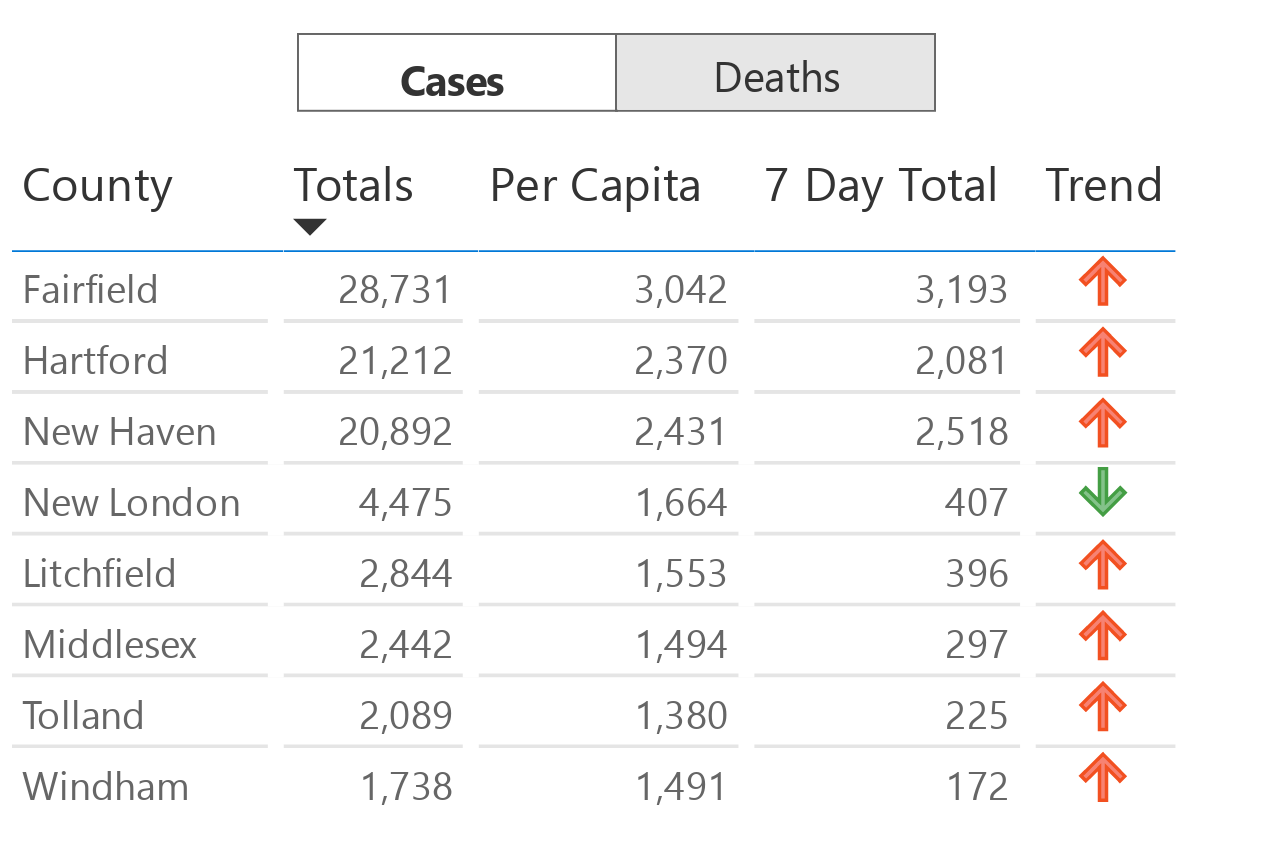 Cases Deaths
County Totals Per Capita 7 Day Total Trend
Fairfield 28,731 3,042 3,193
Hartford 21,212 2,370 2,081
New Haven 20,892 2,431 2,518
New London 4,475 1,664 407
Litchfield 2,844 1,553 396
Middlesex 2,442 1,494 297
Tolland 2,089 1,380 225
Windham 1,738 1,491 172